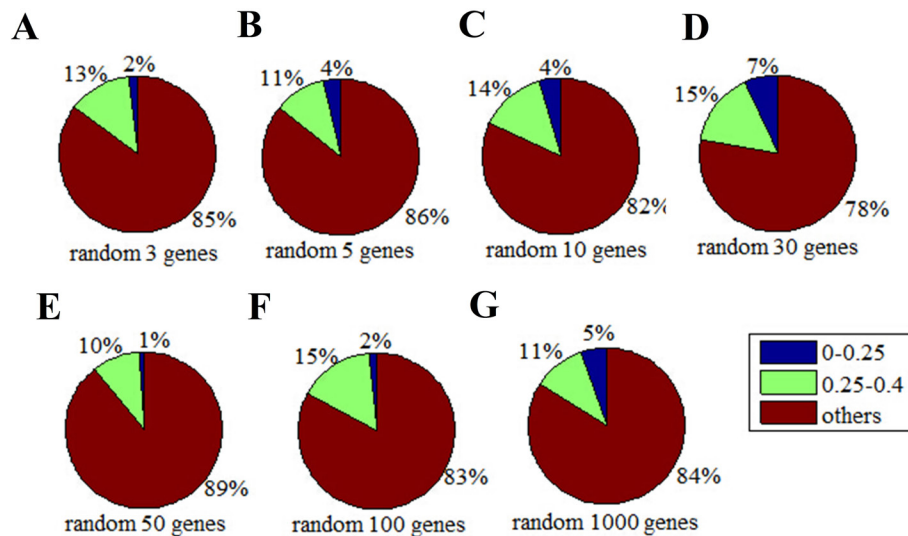 A
B
C
D
13% 2%
11% 4%
14% 4%
15% 7%
85%
86%
82%
78%
random 3 genes
random 5 genes
random 10 genes
random 30 genes
E
F
G
10% 1%
15% 2%
11% 5%
0-0.25
0.25-0.4
others
89%
83%
84%
random 50 genes
random 100 genes
random 1000 genes